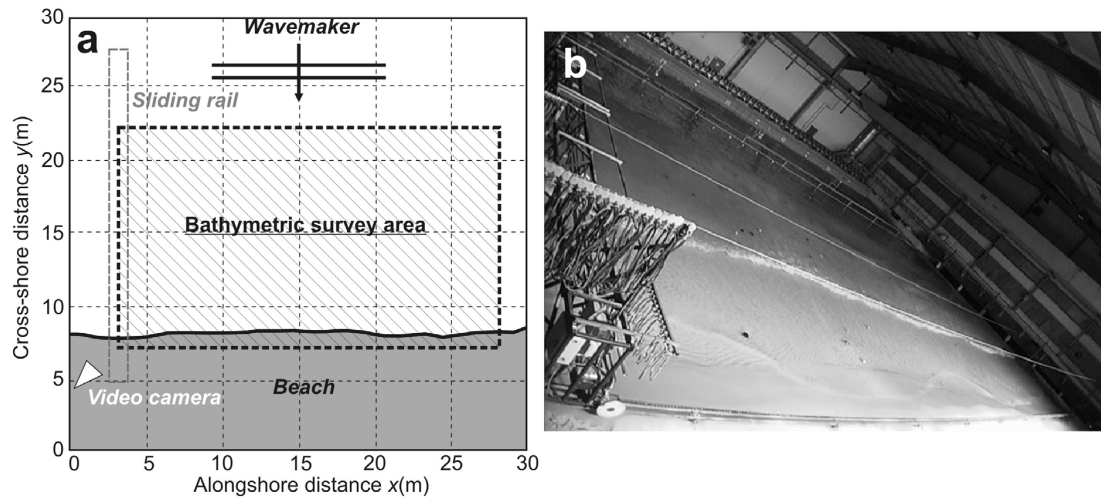 a
Wavemaker
Sliding rail
Bathymetric survey area
Beach
Video camera
30
25
20
15
10
5
0
Cross-shore distance y(m)
0 5 10 15 20 25 30
Alongshore distance x(m)
b